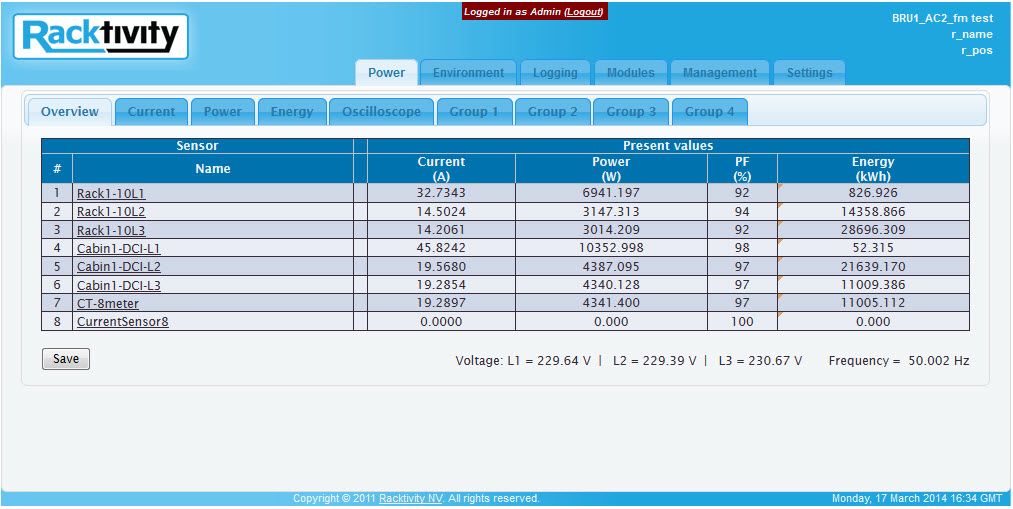 Logged in as Admin (Logout)
Racktivity
BRU1_AC2_fm test
r_name
r_pos
Power Environment Logging Modules Management Settings
Overview Current Power Energy Oscilloscope Group 1 Group 2 Group 3 Group 4
Sensor Present values
# Name Current (A) Power (W) PF (%) Energy (kWh)
1 Rack1-10L1 32.7343 6941.197 92 826.926
2 Rack1-10L2 14.5024 3147.313 94 14358.866
3 Rack1-10L3 14.2061 3014.209 92 28696.309
4 Cabin1-DCI-L1 45.8242 10352.998 98 52.315
5 Cabin1-DCI-L2 19.5680 4387.095 97 21639.170
6 Cabin1-DCI-L3 19.2854 4340.128 97 11009.386
7 CT-8meter 19.2897 4341.400 97 11005.112
8 CurrentSensor8 0.0000 0.000 100 0.000
Save Voltage: L1 = 229.64 V | L2 = 229.39 V | L3 = 230.67 V Frequency = 50.002 Hz
Copyright © 2011 Racktivity NV. All rights reserved. Monday, 17 March 2014 16:34 GMT